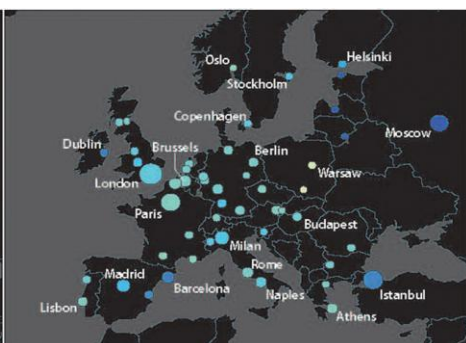 Oslo
Helsinki
Stockholm
Copenhagen
Moscow
Dublin
Brussels
Berlin
Warsaw
London
Paris
Budapest
Milan
Madrid
Rome
Barcelona
Naples
Istanbul
Lisbon
Athens